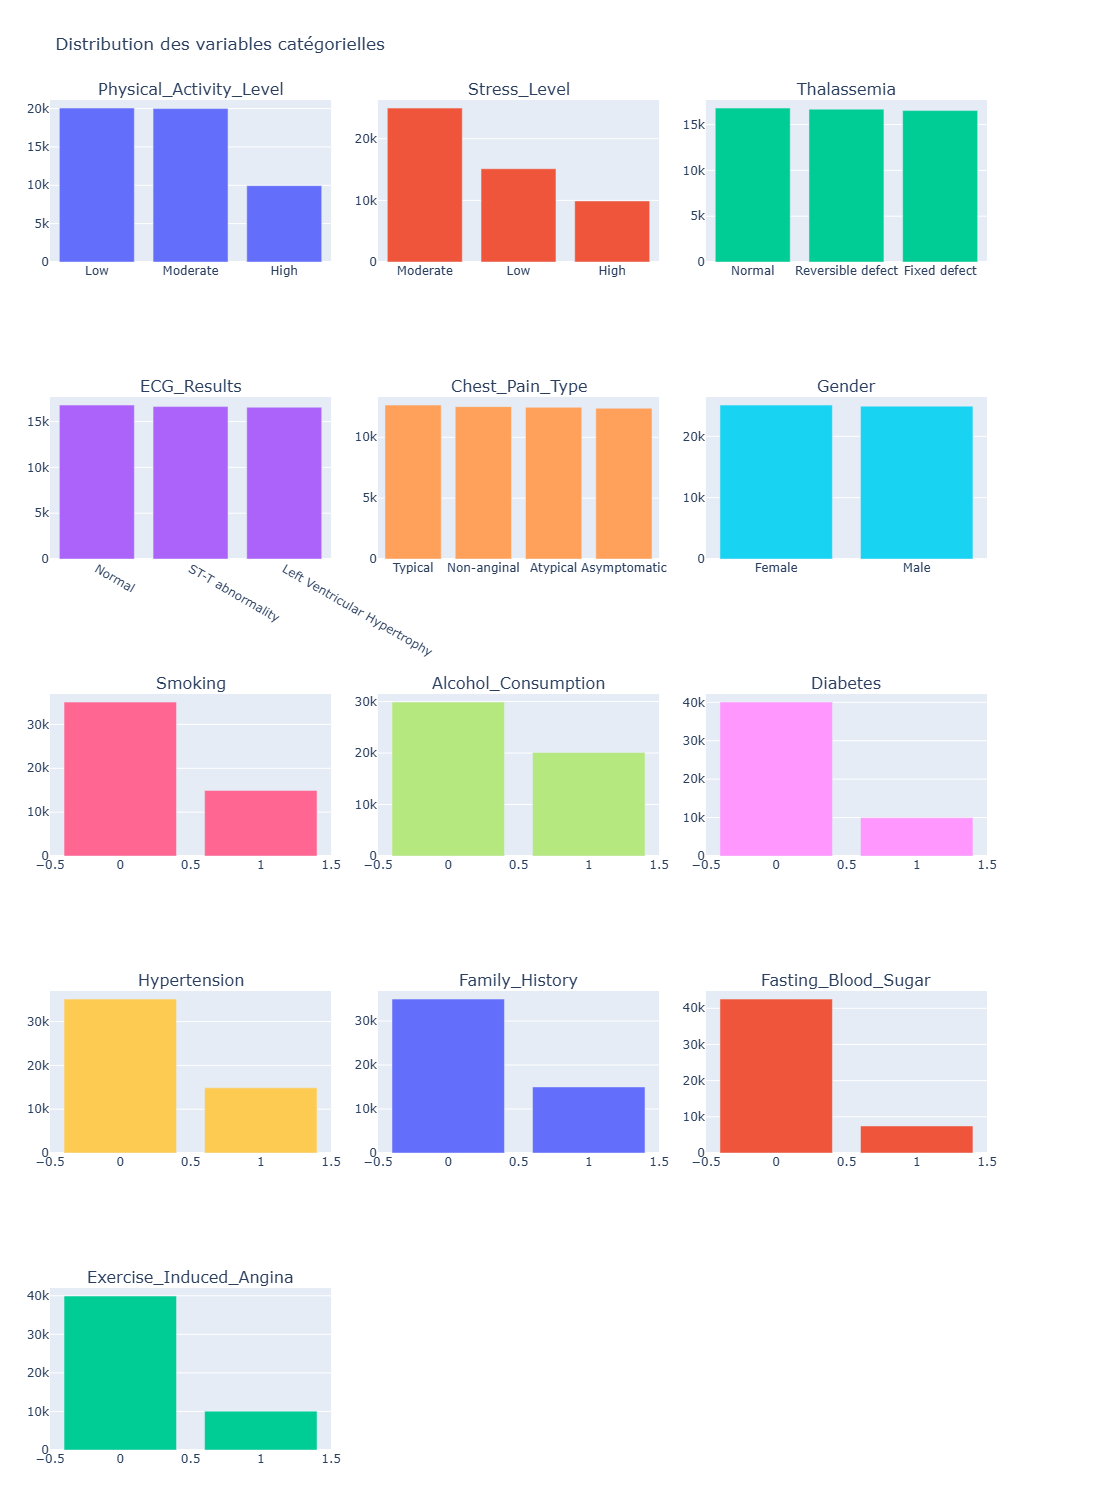 Distribution des variables catégorielles
Physical_Activity_Level
20k
15k
10k
5k
0
Low Moderate High
Stress_Level
20k
10k
0
Moderate Low High
Thalassemia
15k
10k
5k
0
Normal Reversible defect Fixed defect
ECG_Results
15k
10k
5k
0
Normal
ST-T abnormality
Left Ventricular Hypertrophy
Chest_Pain_Type
10k
5k
0
Typical Non-anginal Atypical Asymptomatic
Gender
20k
10k
0
Female Male
Smoking
30k
20k
10k
0
−0.5 0 0.5 1 1.5
Alcohol_Consumption
30k
20k
10k
0
−0.5 0 0.5 1 1.5
Diabetes
40k
30k
20k
10k
0
−0.5 0 0.5 1 1.5
Hypertension
30k
20k
10k
0
−0.5 0 0.5 1 1.5
Family_History
30k
20k
10k
0
−0.5 0 0.5 1 1.5
Fasting_Blood_Sugar
40k
30k
20k
10k
0
−0.5 0 0.5 1 1.5
Exercise_Induced_Angina
40k
30k
20k
10k
0
−0.5 0 0.5 1 1.5